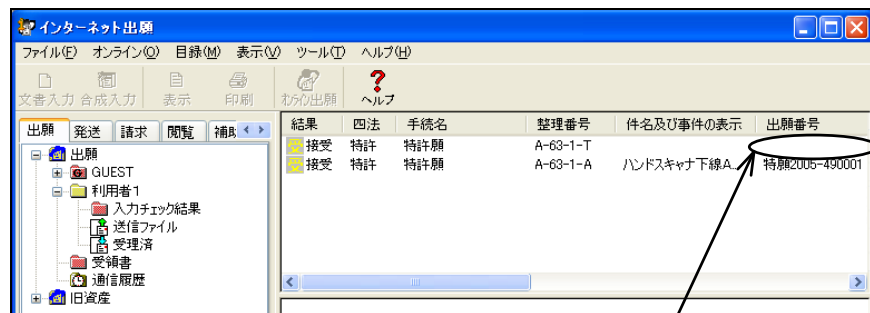 インターネット出願
ファイル(F) オンライン(O) 目録(M) 表示(V) ツール(T) ヘルプ(H)
文書入力 合成入力 表示 印刷 オンライン出願 ヘルプ
出願 発送 請求 閲覧 補助
結果 四法 手続名 整理番号 件名及び事件の表示 出願番号
接受 特許 特許願 A-63-1-T
接受 特許 特許願 A-63-1-A ハンドスキャナ下線A... 特願2005-490001
出願
GUEST
利用者1
入力チェック結果
送信ファイル
受理済
受領書
通信履歴
旧資産